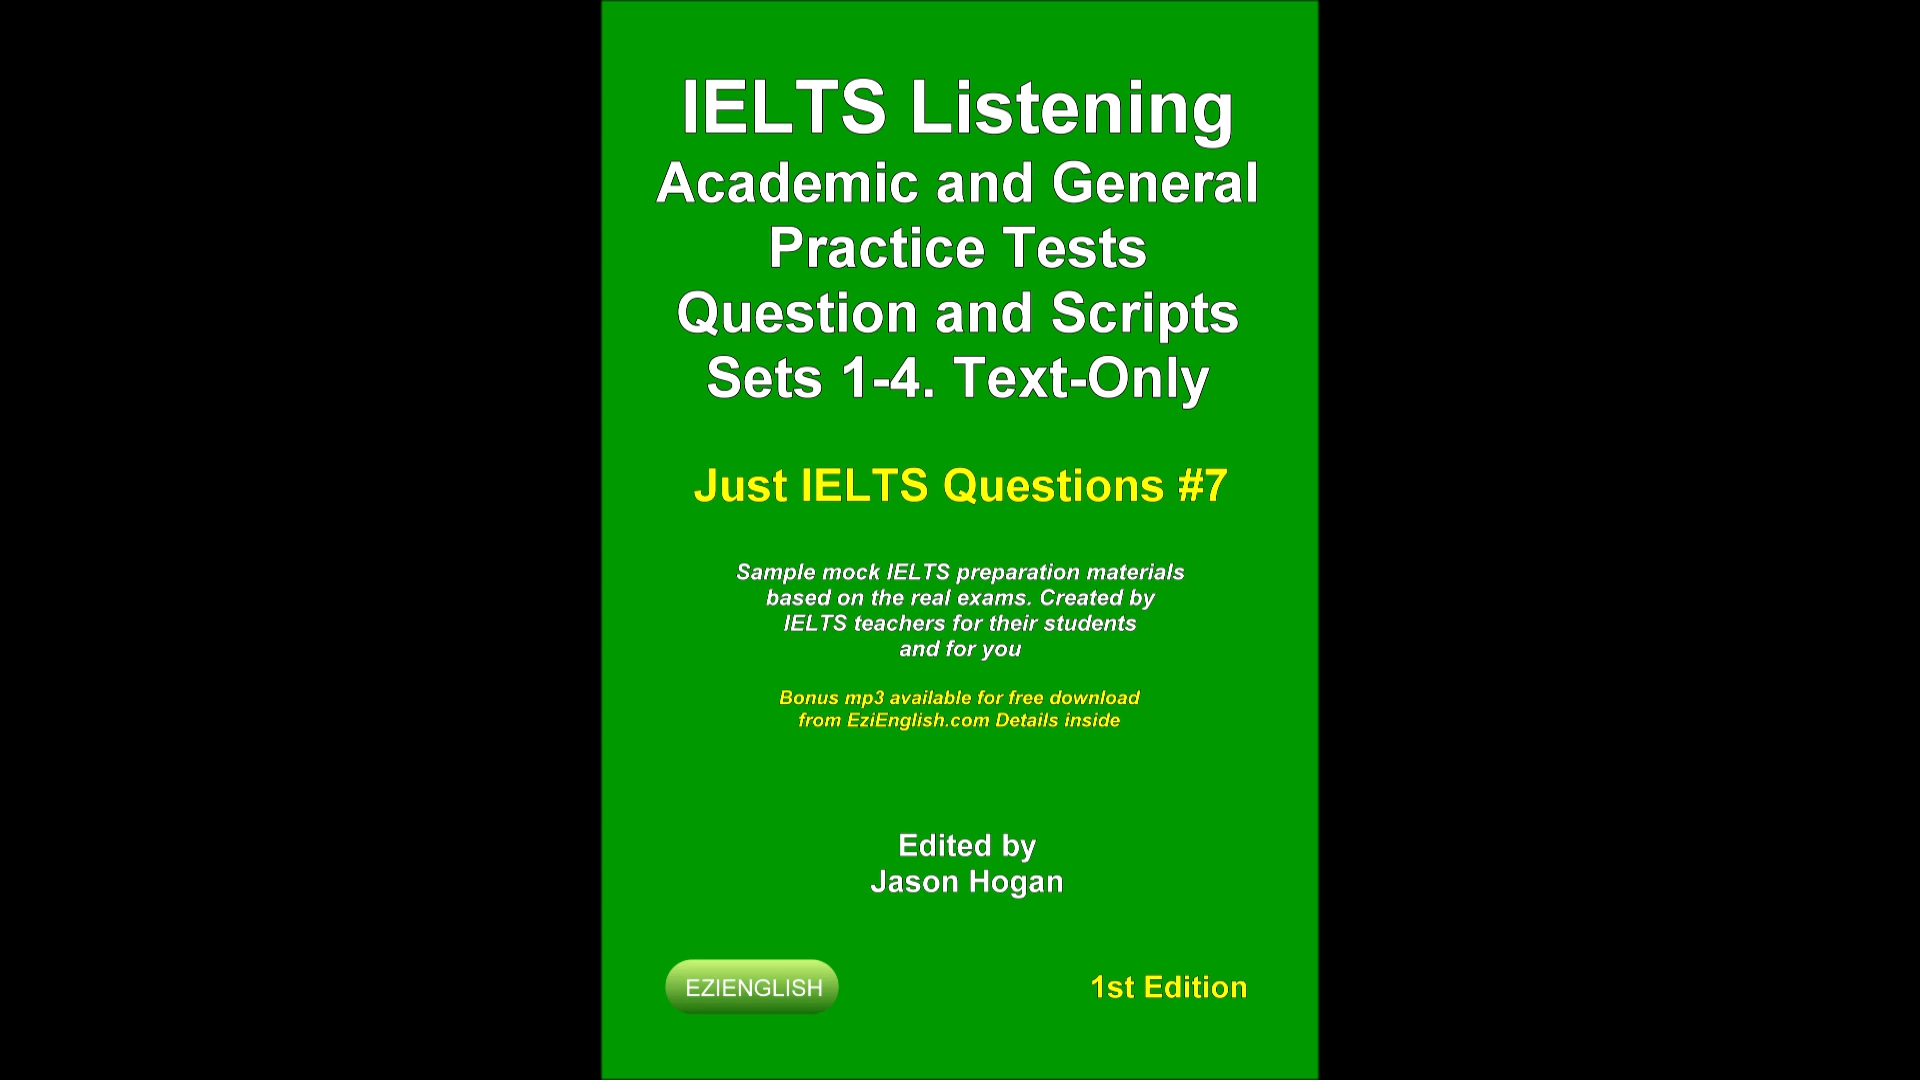 IELTS Listening
Academic and General
Practice Tests
Question and Scripts
Sets 1-4. Text-Only
Just IELTS Questions #7
Sample mock IELTS preparation materials
based on the real exams. Created by
IELTS teachers for their students
and for you
Bonus mp3 available for free download
from EziEnglish.com Details inside
Edited by
Jason Hogan
EZIENGLISH
1st Edition